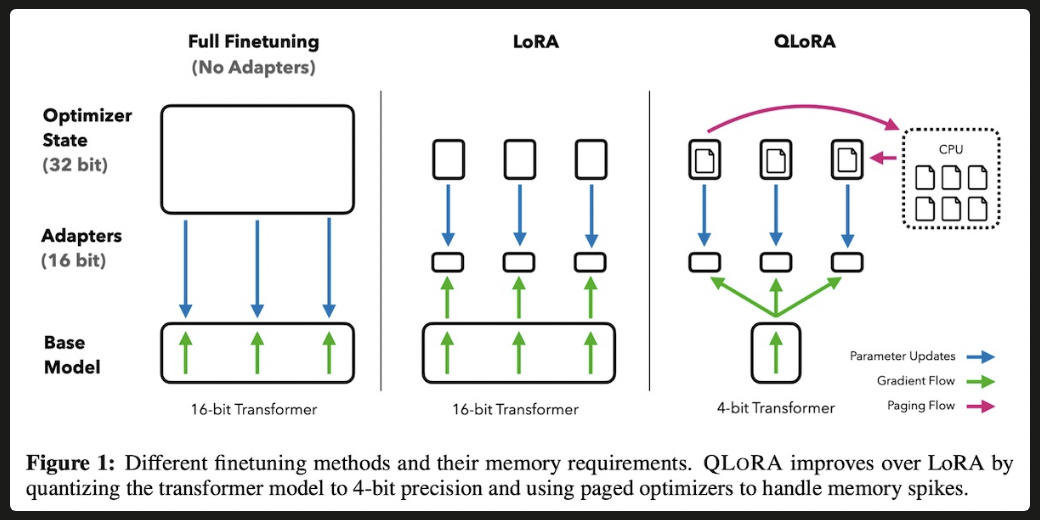 Full Finetuning
(No Adapters)
LoRA
QLoRA
Optimizer
State
(32 bit)
CPU
Adapters
(16 bit)
Base
Model
Parameter Updates
Gradient Flow
Paging Flow
16-bit Transformer
16-bit Transformer
4-bit Transformer
Figure 1: Different finetuning methods and their memory requirements. QLORA improves over LoRA by
quantizing the transformer model to 4-bit precision and using paged optimizers to handle memory spikes.